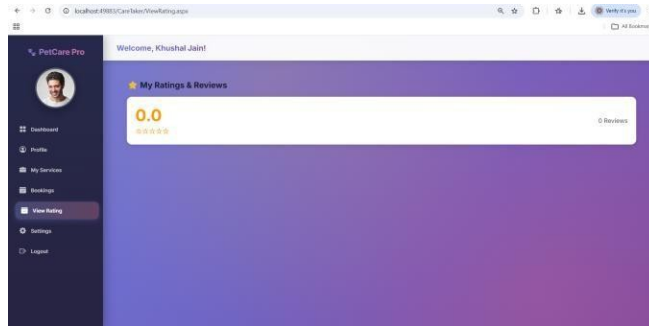 localhost:49883/CareTaker/ViewRating.aspx
Verify it's you
All Bookmar
PetCare Pro
Welcome, Khushal Jain!
My Ratings & Reviews
0.0
0 Reviews
Dashboard
Profile
My Services
Bookings
View Rating
Settings
Logout